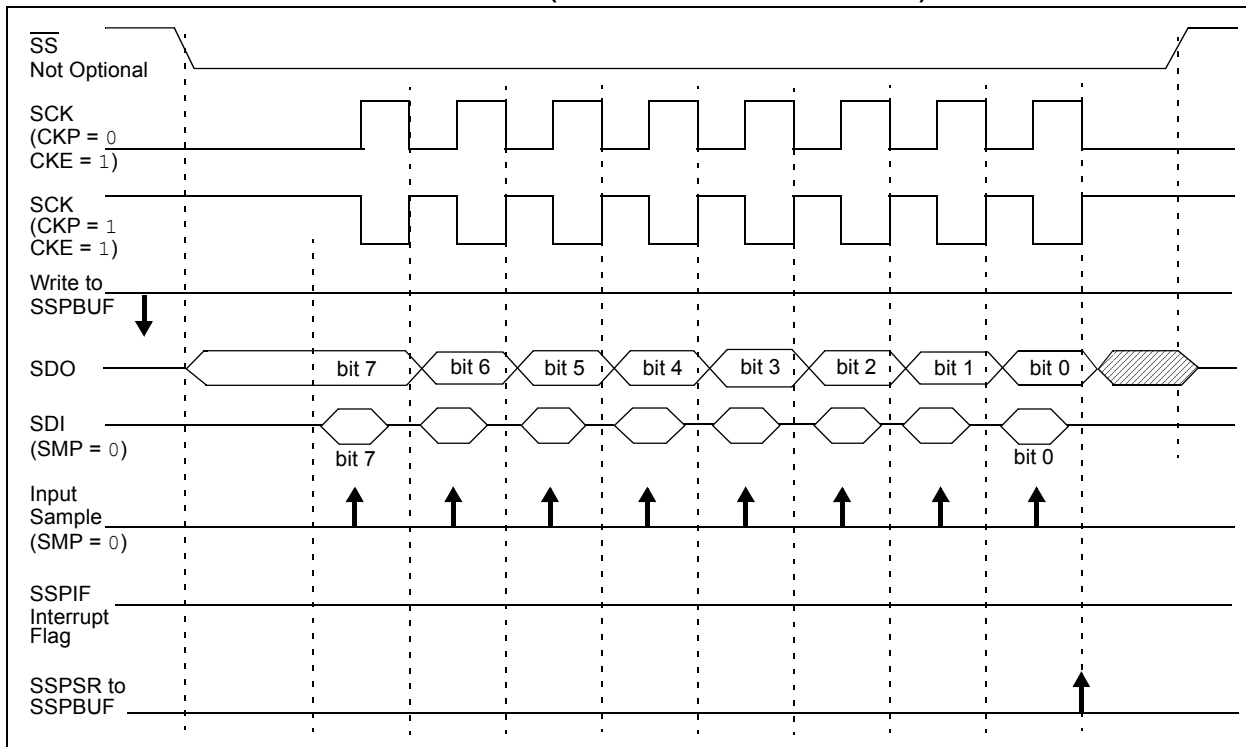 SS
Not Optional
SCK
(CKP = 0
CKE = 1)
SCK
(CKP = 1
CKE = 1)
Write to
SSPBUF
SDO
bit 7 bit 6 bit 5 bit 4 bit 3 bit 2 bit 1 bit 0
SDI
(SMP = 0)
bit 7 bit 0
Input
Sample
(SMP = 0)
SSPIF
Interrupt
Flag
SSPSR to
SSPBUF